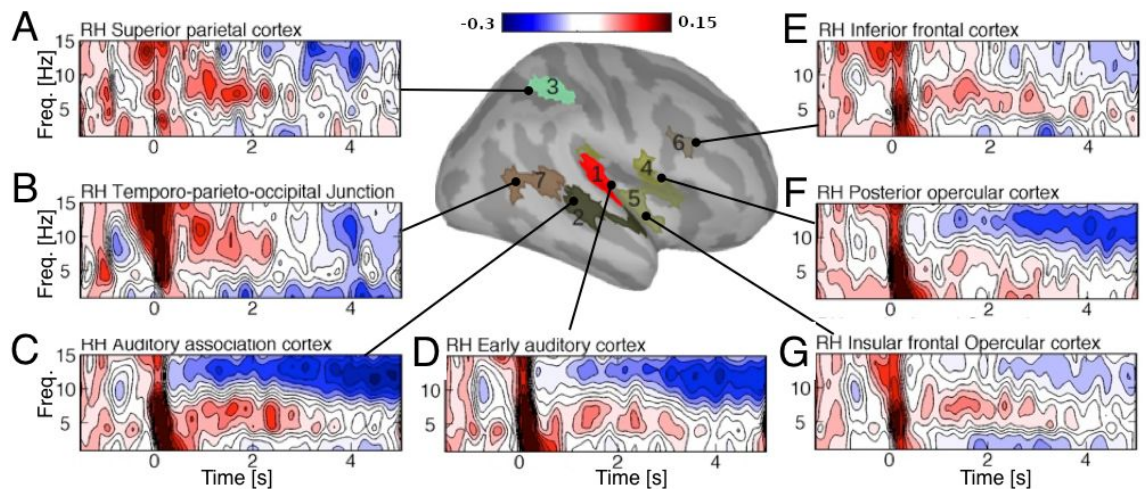 A
RH Superior parietal cortex
Freq. [Hz]
15
10
5
0
2
4
-0.3
0.15
E
RH Inferior frontal cortex
15
10
5
0
2
4
3
6
4
1
7
5
2
B
RH Temporo-parieto-occipital Junction
Freq. [Hz]
15
10
5
0
2
4
F
RH Posterior opercular cortex
15
10
5
0
2
4
C
RH Auditory association cortex
Freq.
15
10
5
0
2
4
Time [s]
D
RH Early auditory cortex
15
10
5
0
2
4
Time [s]
G
RH Insular frontal Opercular cortex
15
10
5
0
2
4
Time [s]